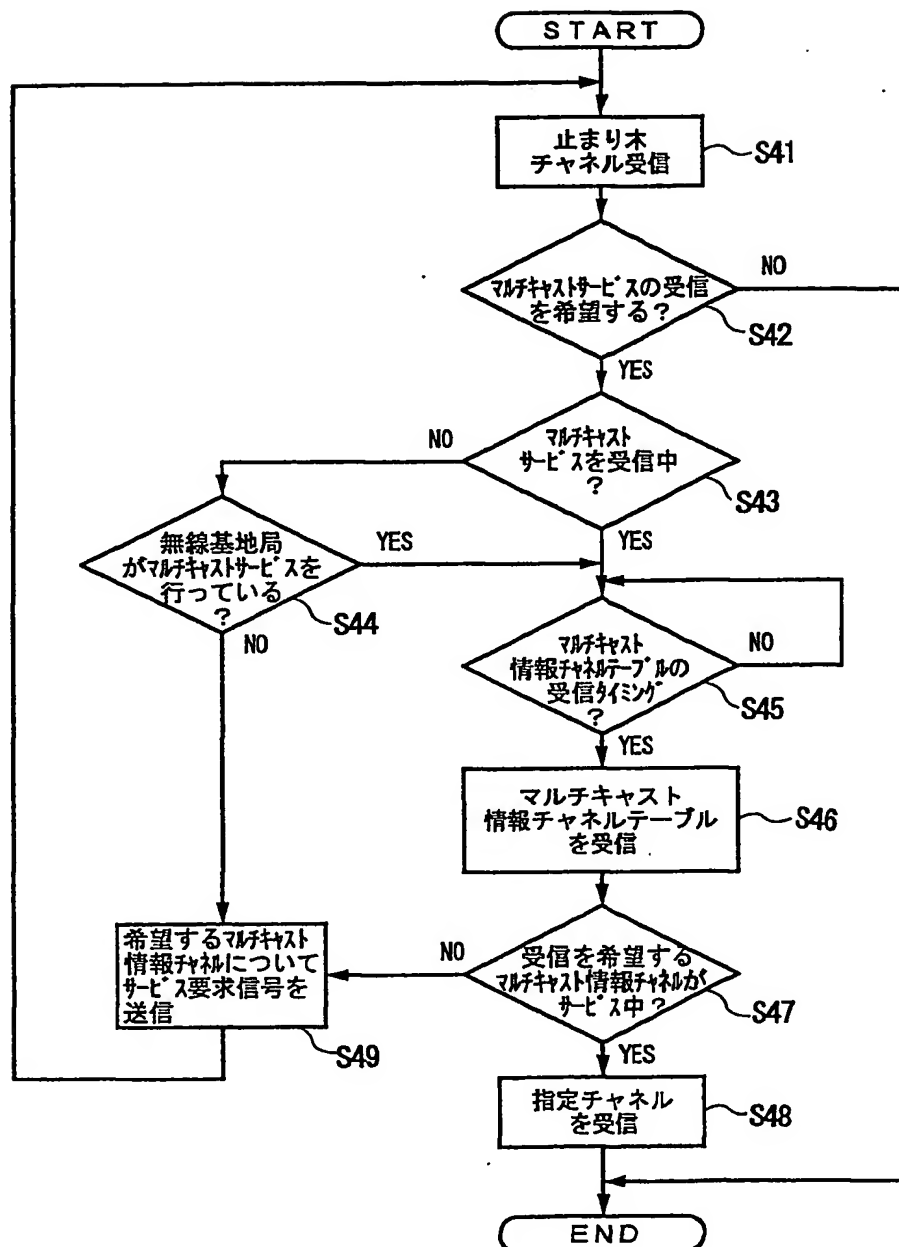 START
止まり木
チャネル受信
S41
マルチキャストサービスの受信
を希望する?
NO
S42
YES
マルチキャスト
サービスを受信中
?
NO
S43
YES
無線基地局
がマルチキャストサービスを
行っている
?
YES
S44
NO
マルチキャスト
情報チャネルテーブルの
受信タイミング
?
NO
S45
YES
マルチキャスト
情報チャネルテーブル
を受信
S46
受信を希望する
マルチキャスト情報チャネルが
サービス中?
NO
S47
YES
希望するマルチキャスト
情報チャネルについて
サービス要求信号を
送信
S49
指定チャネル
を受信
S48
END